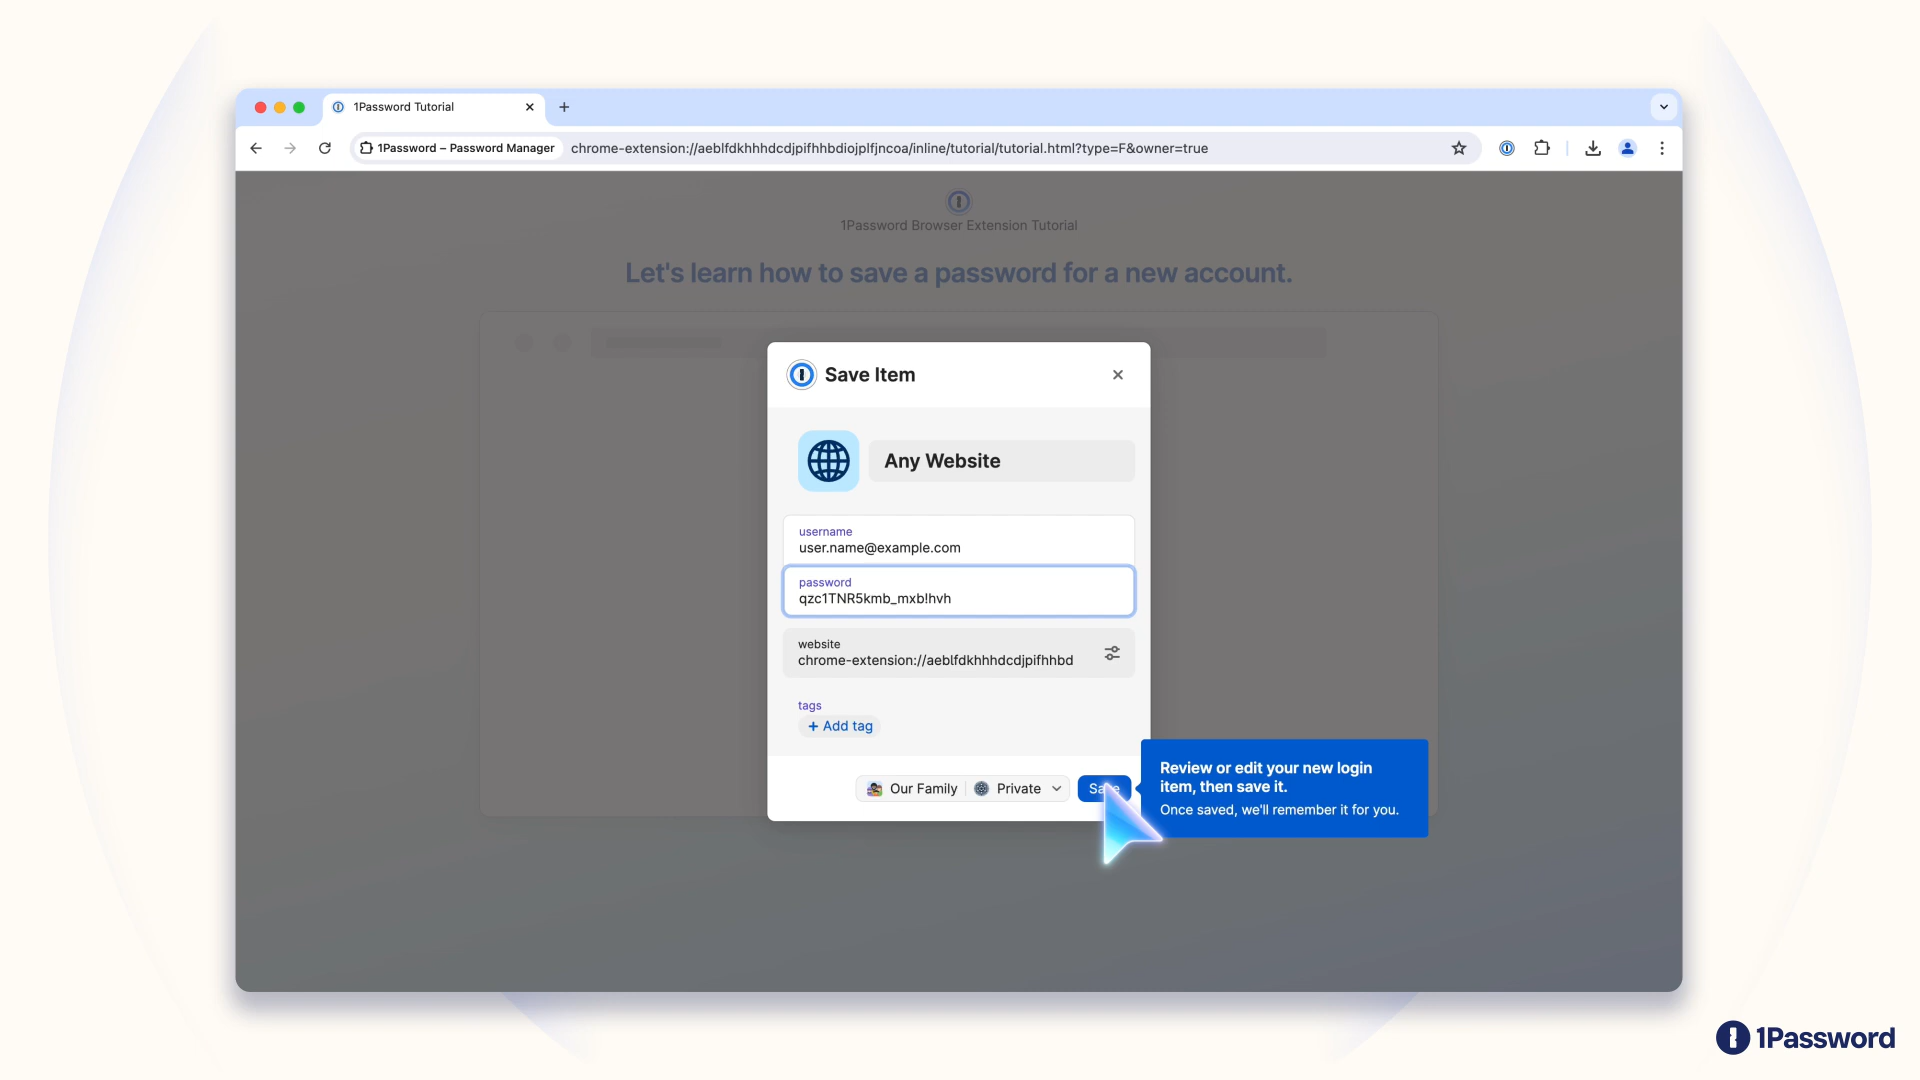 1Password Tutorial
1Password – Password Manager
chrome-extension://aeblfdkhhhdcdjpifhhbdiojplfjncoa/inline/tutorial/tutorial.html?type=F&owner=true
1Password Browser Extension Tutorial
Let's learn how to save a password for a new account.
Save Item
Any Website
username
user.name@example.com
password
qzc1TNR5kmb_mxb!hvh
website
chrome-extension://aeblfdkhhhdcdjpifhhbd
tags
+ Add tag
Our Family
Private
Save
Review or edit your new login
item, then save it.
Once saved, we'll remember it for you.
1Password